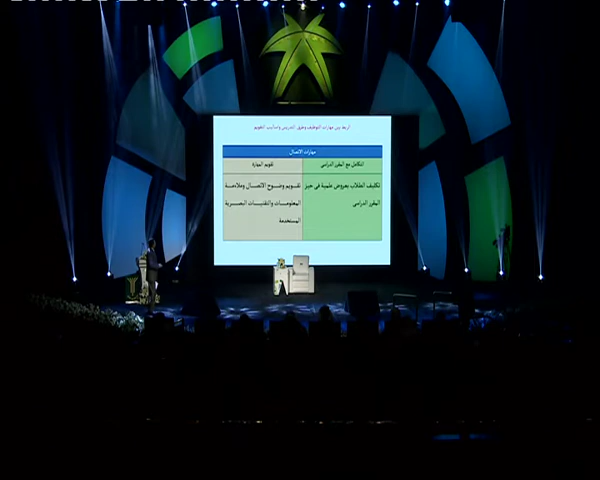 أربط بين مهارات التوظيف وطرق التدريس وأساليب التقويم
مهارات الاتصال
التكامل مع المقرر الدراسي
تقويم المهارة
تكليف الطلاب بعروض علمية في حيز
المقرر الدراسي
تقويم وضوح الاتصال وملاءمة
المعلومات والتقنيات البصرية
المستخدمة